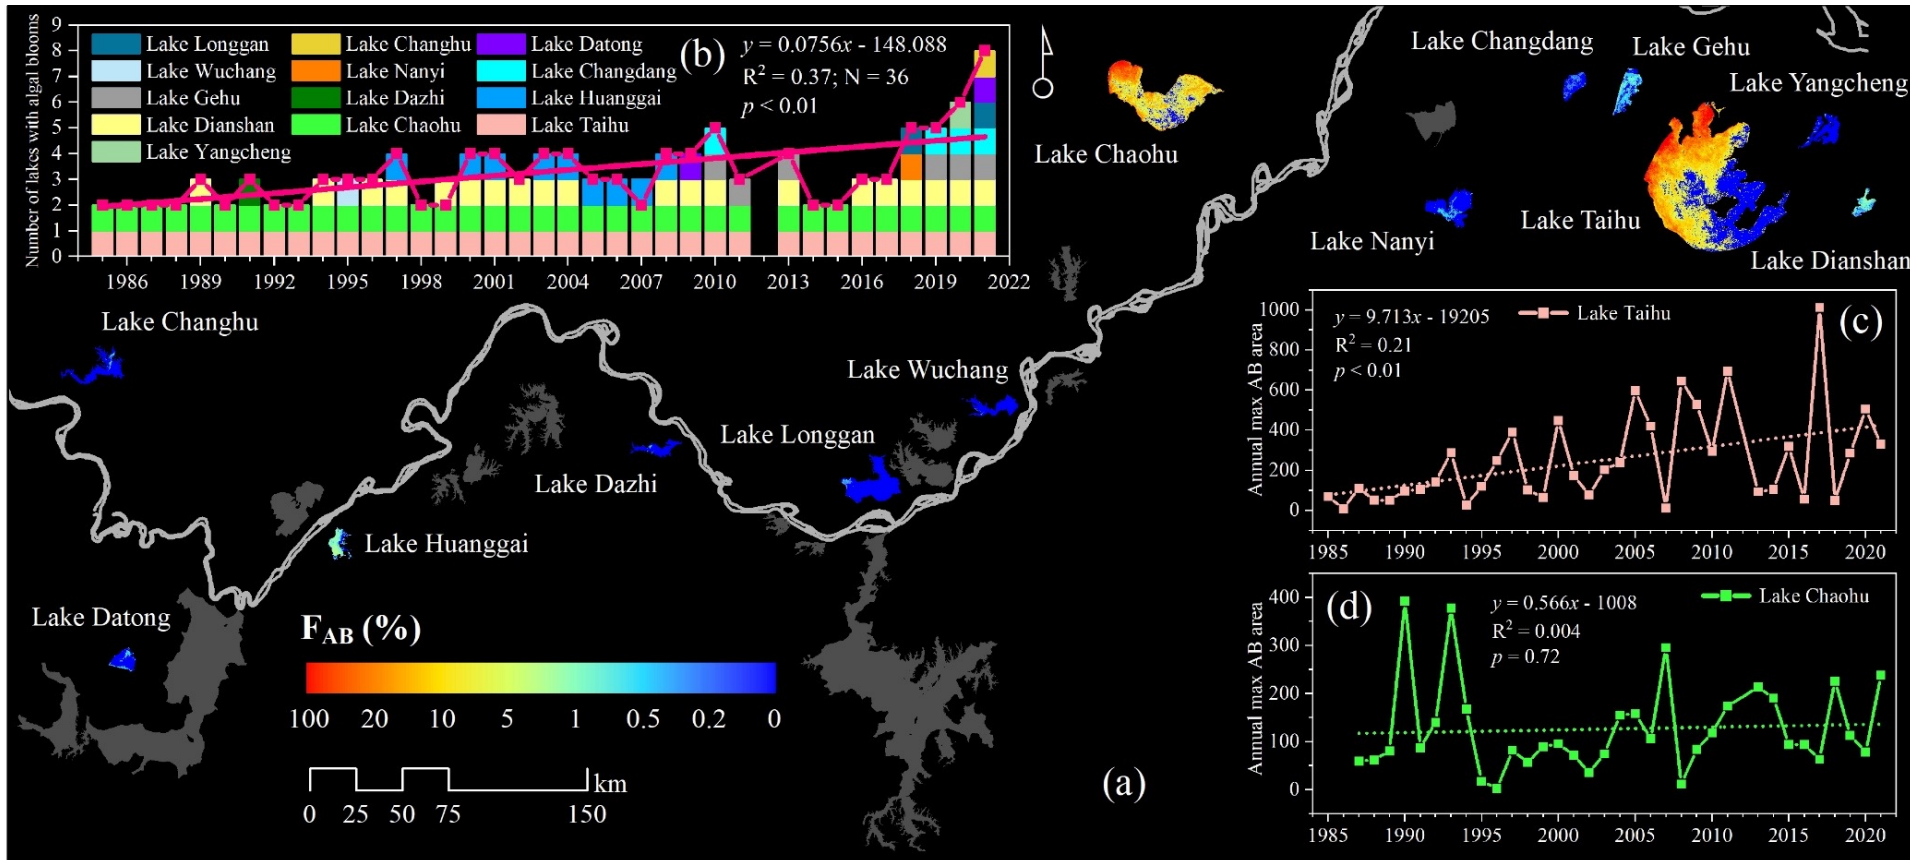 Number of lakes with algal blooms
9
8
7
6
5
4
3
2
1
0
Lake Longgan
Lake Changhu
Lake Datong
Lake Wuchang
Lake Nanyi
Lake Changdang
Lake Gehu
Lake Dazhi
Lake Huanggai
Lake Dianshan
Lake Chaohu
Lake Taihu
Lake Yangcheng
(b)
y = 0.0756x - 148.088
R² = 0.37; N = 36
p < 0.01
1986 1989 1992 1995 1998 2001 2004 2007 2010 2013 2016 2019 2022
Lake Changdang
Lake Gehu
Lake Yangcheng
Lake Chaohu
Lake Nanyi
Lake Taihu
Lake Dianshan
Lake Changhu
Lake Wuchang
Lake Longgan
Lake Dazhi
Lake Huanggai
Lake Datong
F_AB (%)
100 20 10 5 1 0.5 0.2 0
km
0 25 50 75 150
(a)
Annual max AB area
1000
800
600
400
200
0
y = 9.713x - 19205
R² = 0.21
p < 0.01
Lake Taihu
(c)
1985 1990 1995 2000 2005 2010 2015 2020
Annual max AB area
400
300
200
100
0
(d)
y = 0.566x - 1008
R² = 0.004
p = 0.72
Lake Chaohu
1985 1990 1995 2000 2005 2010 2015 2020